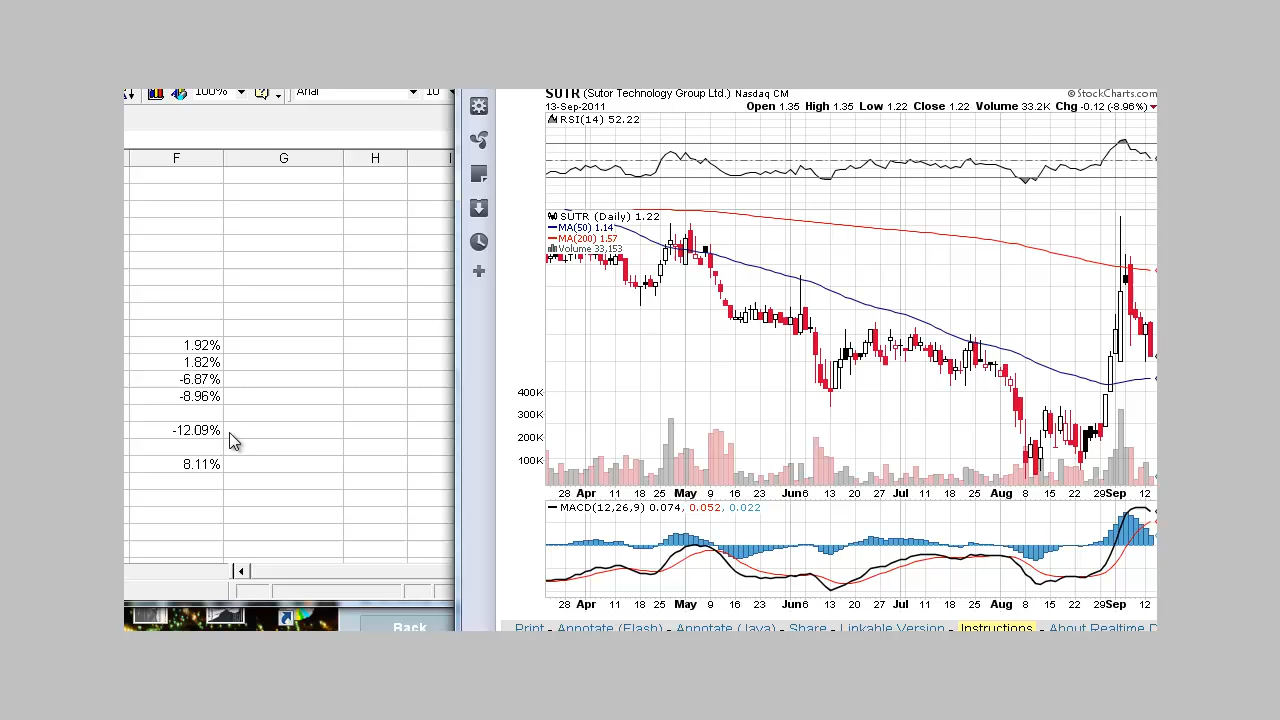 100%
Arial
10
F G H I
1.92%
1.82%
-6.87%
-8.96%
-12.09%
8.11%
Back
SUTR (Sutor Technology Group Ltd.) Nasdaq CM
© StockCharts.com
13-Sep-2011
Open 1.35 High 1.35 Low 1.22 Close 1.22 Volume 33.2K Chg -0.12 (-8.96%)
RSI(14) 52.22
SUTR (Daily) 1.22
MA(50) 1.14
MA(200) 1.57
Volume 33,153
400K
300K
200K
100K
28 Apr 11 18 25 May 9 16 23 Jun 6 13 20 27 Jul 11 18 25 Aug 8 15 22 29 Sep 12
MACD(12,26,9) 0.074, 0.052, 0.022
28 Apr 11 18 25 May 9 16 23 Jun 6 13 20 27 Jul 11 18 25 Aug 8 15 22 29 Sep 12
Print - Annotate (Flash) - Annotate (Java) - Share - Linkable Version - Instructions - About Realtime D